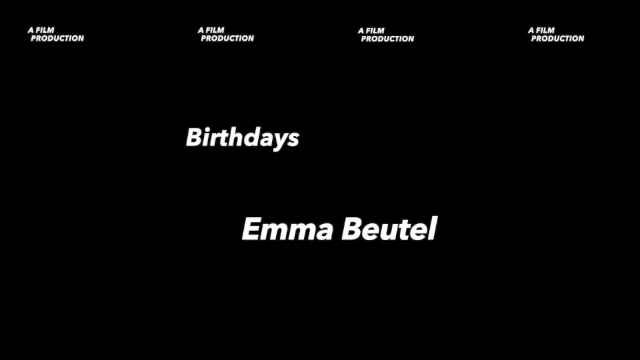 A FILM
PRODUCTION
A FILM
PRODUCTION
A FILM
PRODUCTION
A FILM
PRODUCTION
Birthdays
Emma Beutel